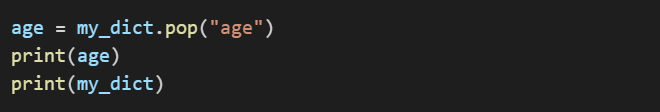 age = my_dict.pop("age")
print(age)
print(my_dict)